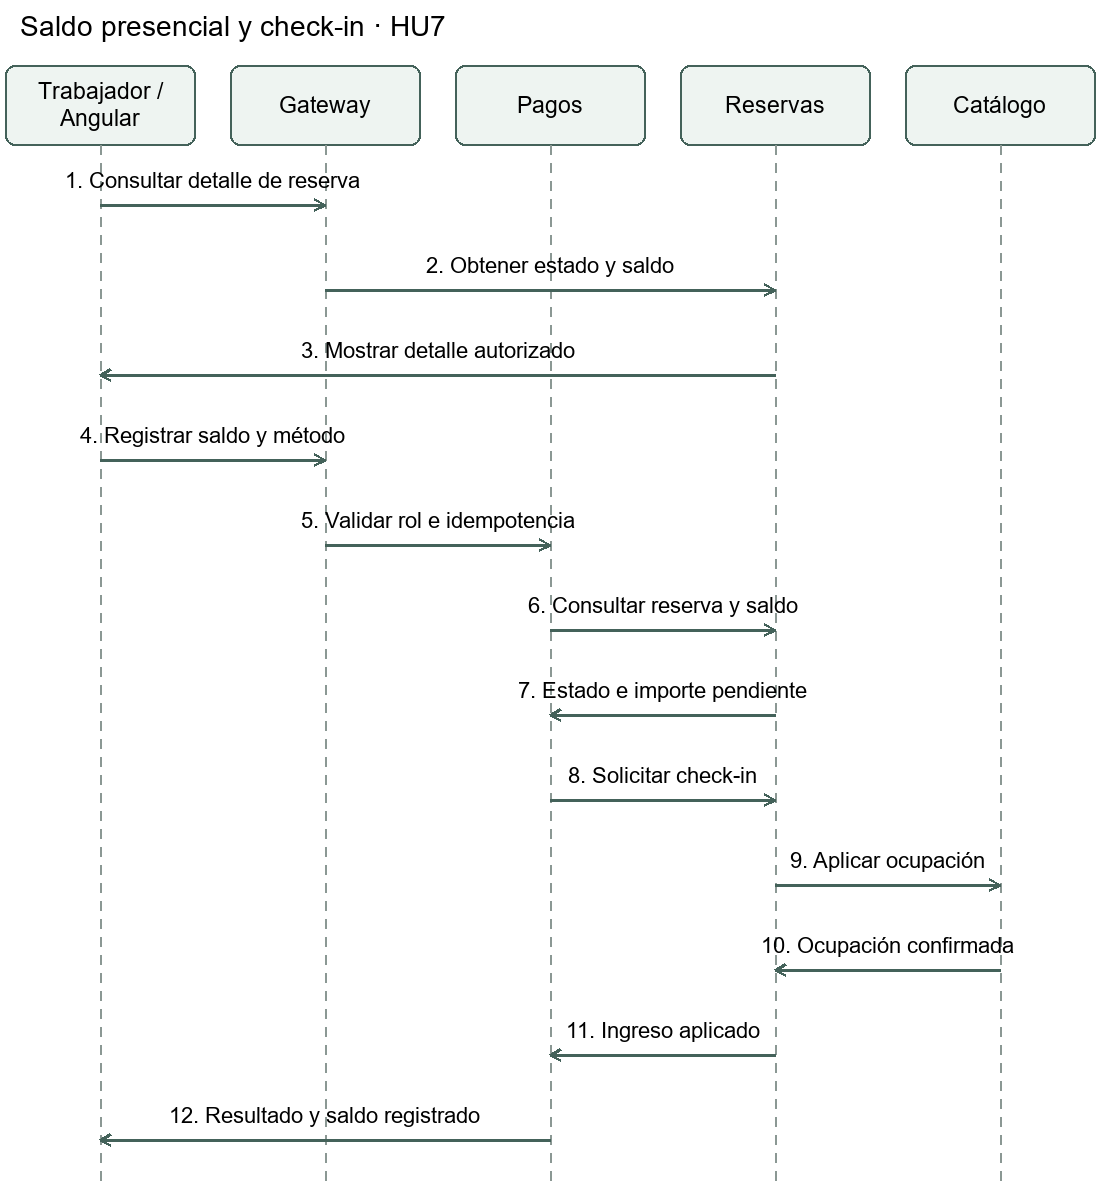 Saldo presencial y check-in · HU7
Trabajador /
Angular
Gateway
Pagos
Reservas
Catálogo
1. Consultar detalle de reserva
2. Obtener estado y saldo
3. Mostrar detalle autorizado
4. Registrar saldo y método
5. Validar rol e idempotencia
6. Consultar reserva y saldo
7. Estado e importe pendiente
8. Solicitar check-in
9. Aplicar ocupación
10. Ocupación confirmada
11. Ingreso aplicado
12. Resultado y saldo registrado